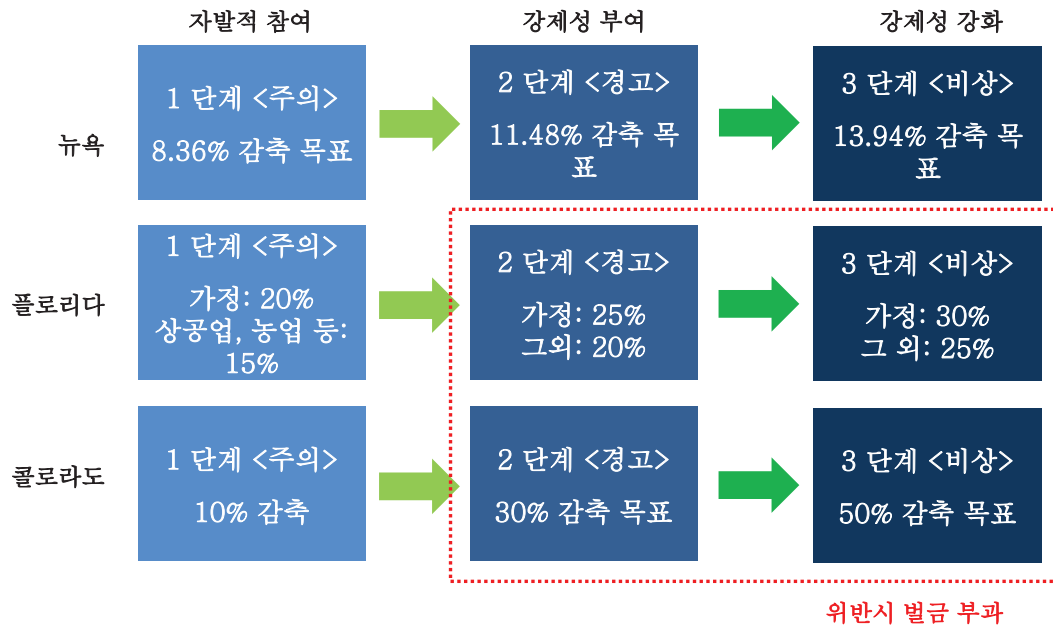 자발적 참여
강제성 부여
강제성 강화
뉴욕
1 단계 <주의>
8.36% 감축 목표
2 단계 <경고>
11.48% 감축 목
표
3 단계 <비상>
13.94% 감축 목
표
플로리다
1 단계 <주의>
가정: 20%
상공업, 농업 등:
15%
2 단계 <경고>
가정: 25%
그외: 20%
3 단계 <비상>
가정: 30%
그 외: 25%
콜로라도
1 단계 <주의>
10% 감축
2 단계 <경고>
30% 감축 목표
3 단계 <비상>
50% 감축 목표
위반시 벌금 부과